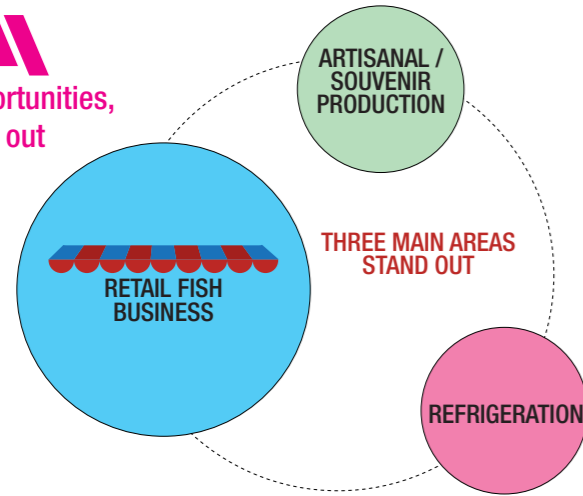 ortunities,
out
ARTISANAL /
SOUVENIR
PRODUCTION
THREE MAIN AREAS
STAND OUT
RETAIL FISH
BUSINESS
REFRIGERATION